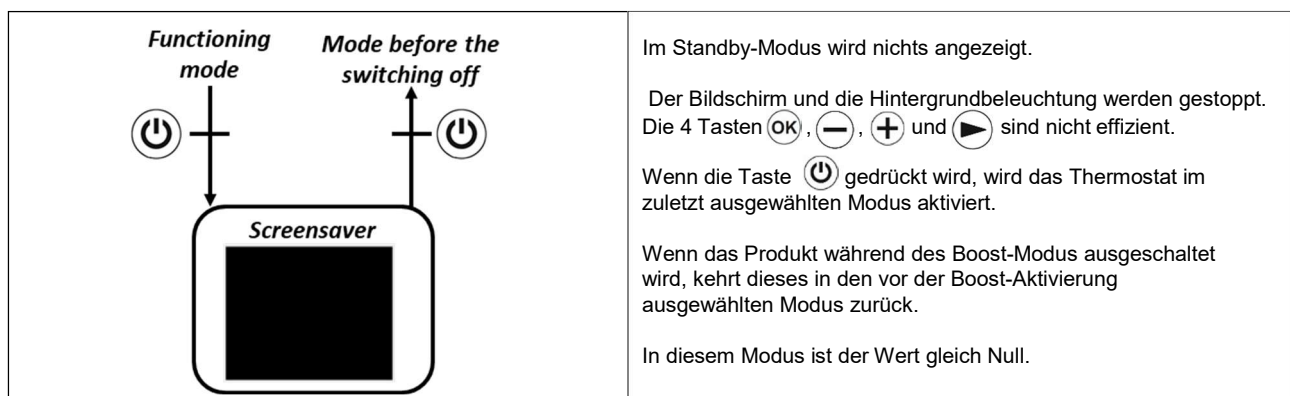 Functioning
mode
Mode before the
switching off
Screensaver
Im Standby-Modus wird nichts angezeigt.
Der Bildschirm und die Hintergrundbeleuchtung werden gestoppt.
Die 4 Tasten OK , − , + und ▶ sind nicht effizient.
Wenn die Taste ⏻ gedrückt wird, wird das Thermostat im
zuletzt ausgewählten Modus aktiviert.
Wenn das Produkt während des Boost-Modus ausgeschaltet
wird, kehrt dieses in den vor der Boost-Aktivierung
ausgewählten Modus zurück.
In diesem Modus ist der Wert gleich Null.